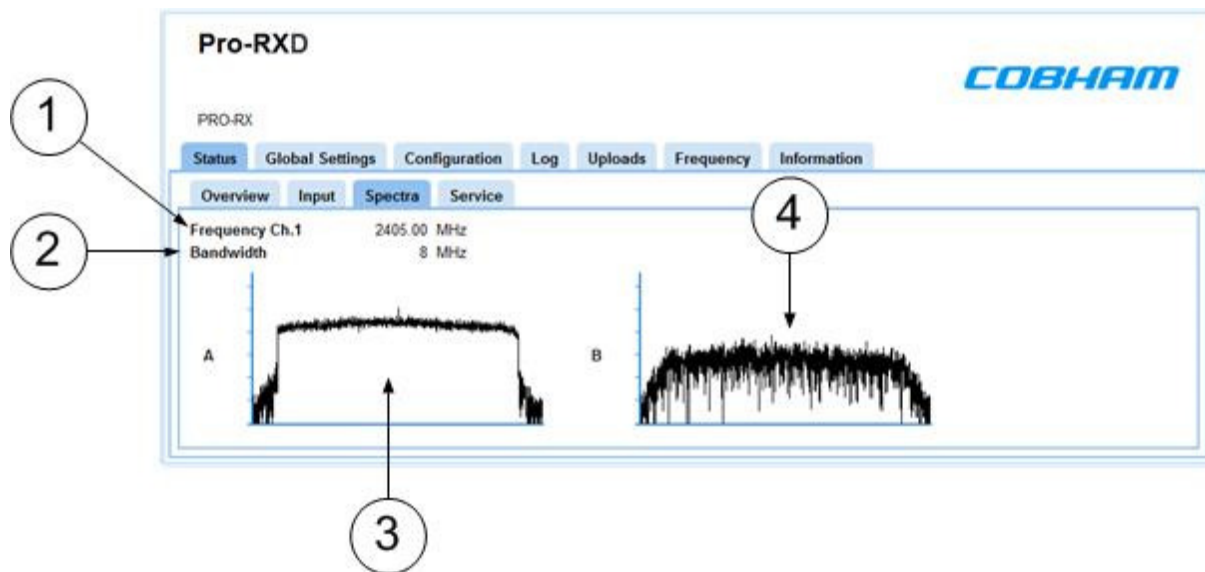 Pro-RXD
COBHAM
PRO-RX
Status Global Settings Configuration Log Uploads Frequency Information
Overview Input Spectra Service
Frequency Ch.1 2405.00 MHz
Bandwidth 8 MHz
A
B
1
2
3
4